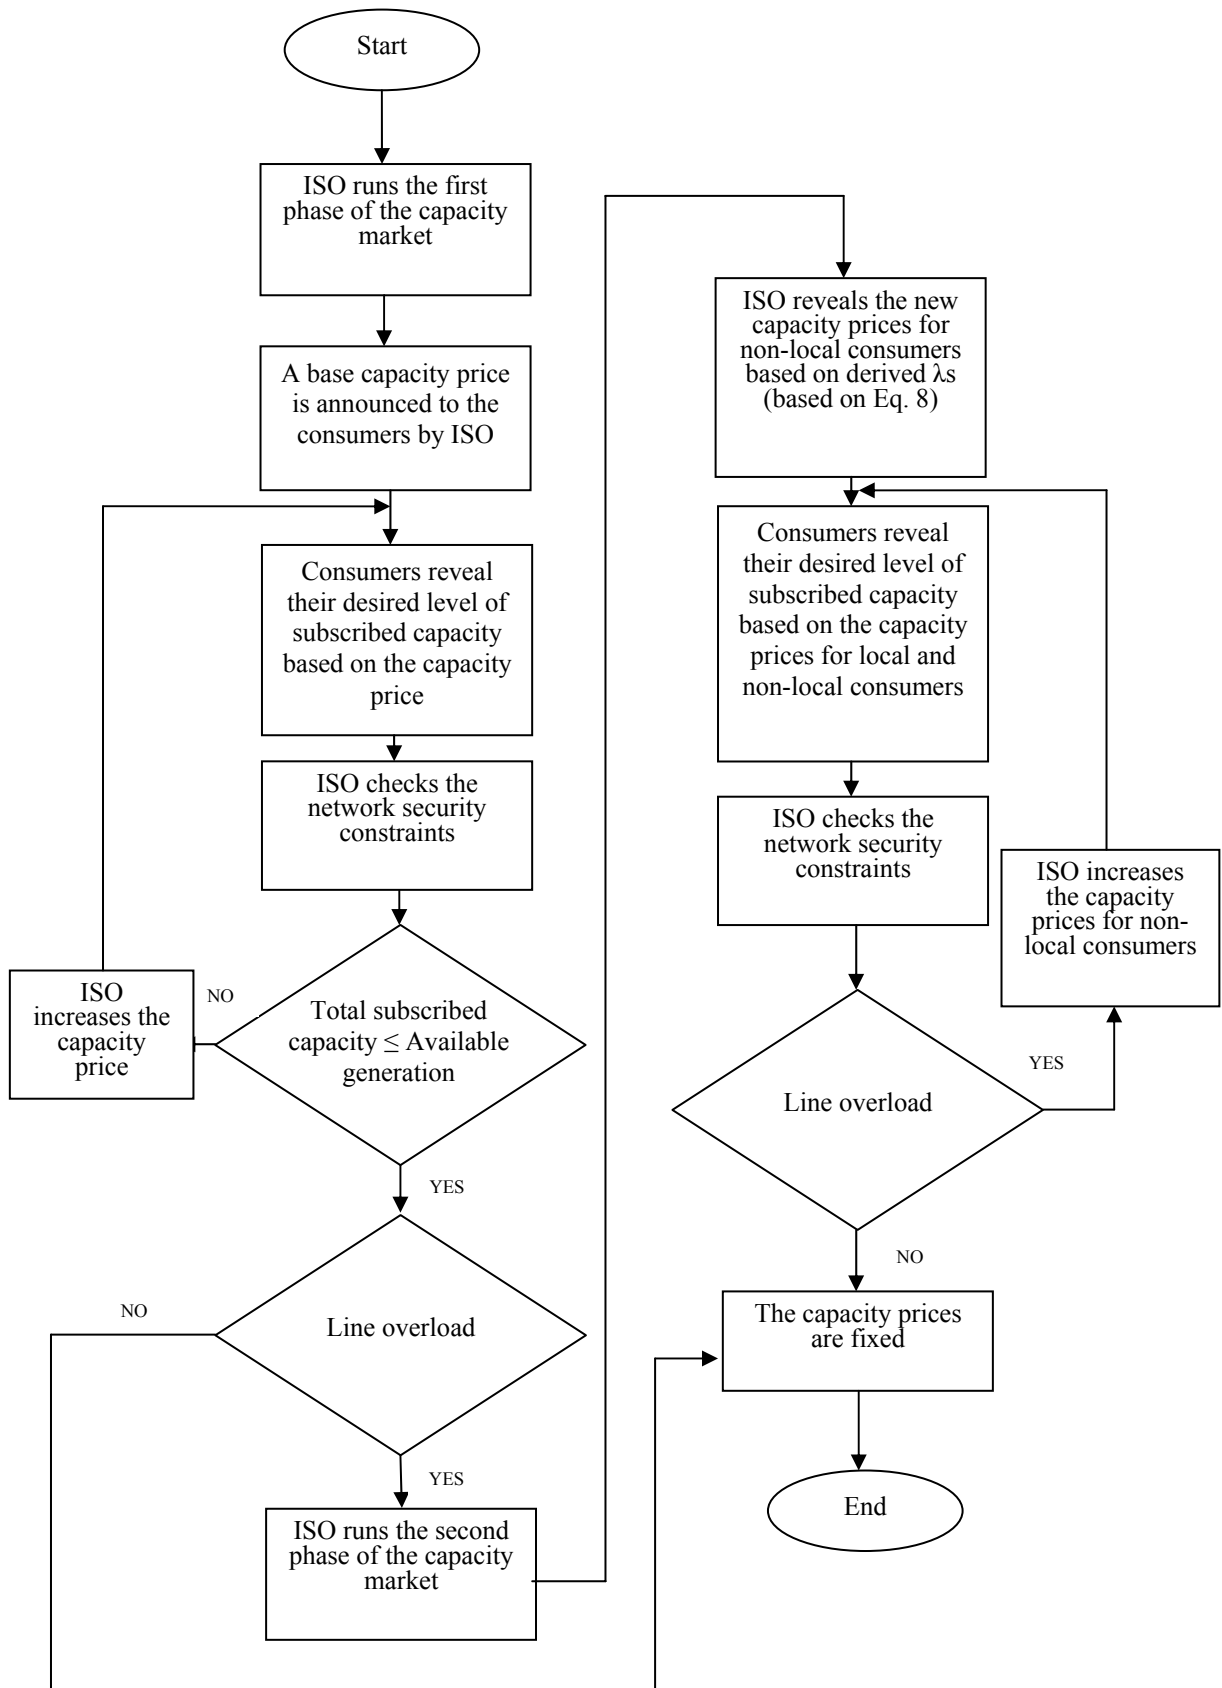 Start
ISO runs the first
phase of the capacity
market
A base capacity price
is announced to the
consumers by ISO
Consumers reveal
their desired level of
subscribed capacity
based on the capacity
price
ISO checks the
network security
constraints
ISO
increases the
capacity
price
NO
Total subscribed
capacity ≤ Available
generation
YES
NO
Line overload
YES
ISO runs the second
phase of the capacity
market
ISO reveals the new
capacity prices for
non-local consumers
based on derived λs
(based on Eq. 8)
Consumers reveal
their desired level of
subscribed capacity
based on the capacity
prices for local and
non-local consumers
ISO checks the
network security
constraints
ISO increases
the capacity
prices for non-
local consumers
YES
Line overload
NO
The capacity prices
are fixed
End